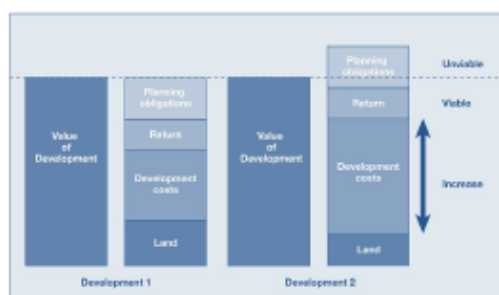 Value
of
Development
Planning
obligations
Return
Development
costs
Land
Value
of
Development
Planning
obligations
Return
Development
costs
Land
Unviable
Viable
Increase
Development 1
Development 2